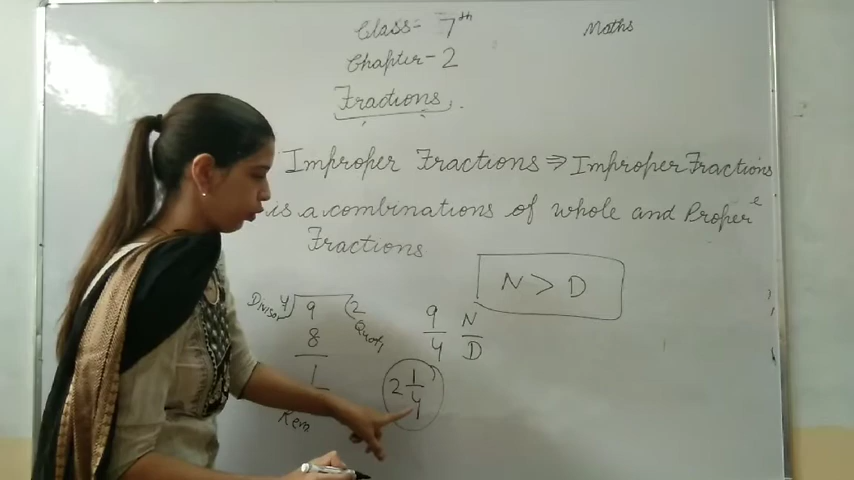 Class- 7th
Maths
Chapter- 2
Fractions.
Improper Fractions ⇒ Improper Fractions
is a combinations of whole and Proper e
Fractions
N > D
Divisor 4) 9 (2
Quoti
8
1
Rem
9/4 N/D
2 1/4